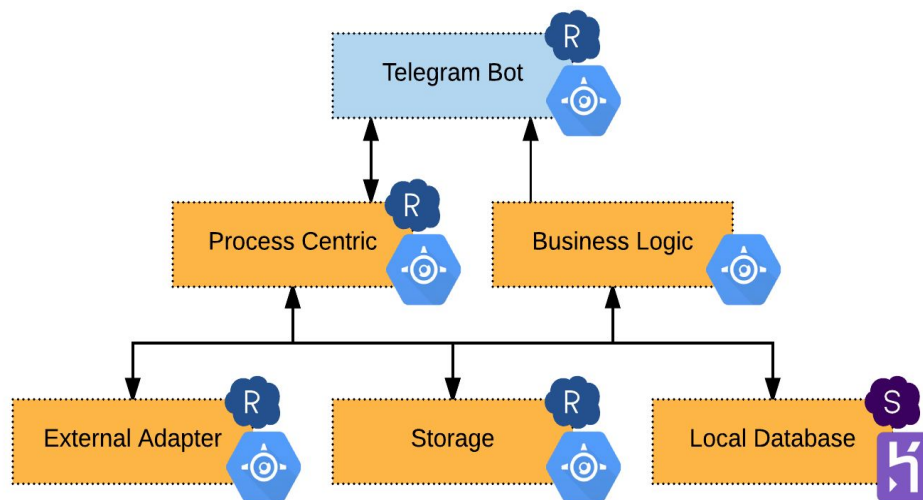 R
Telegram Bot
R
Process Centric
Business Logic
R
R
S
External Adapter
Storage
Local Database